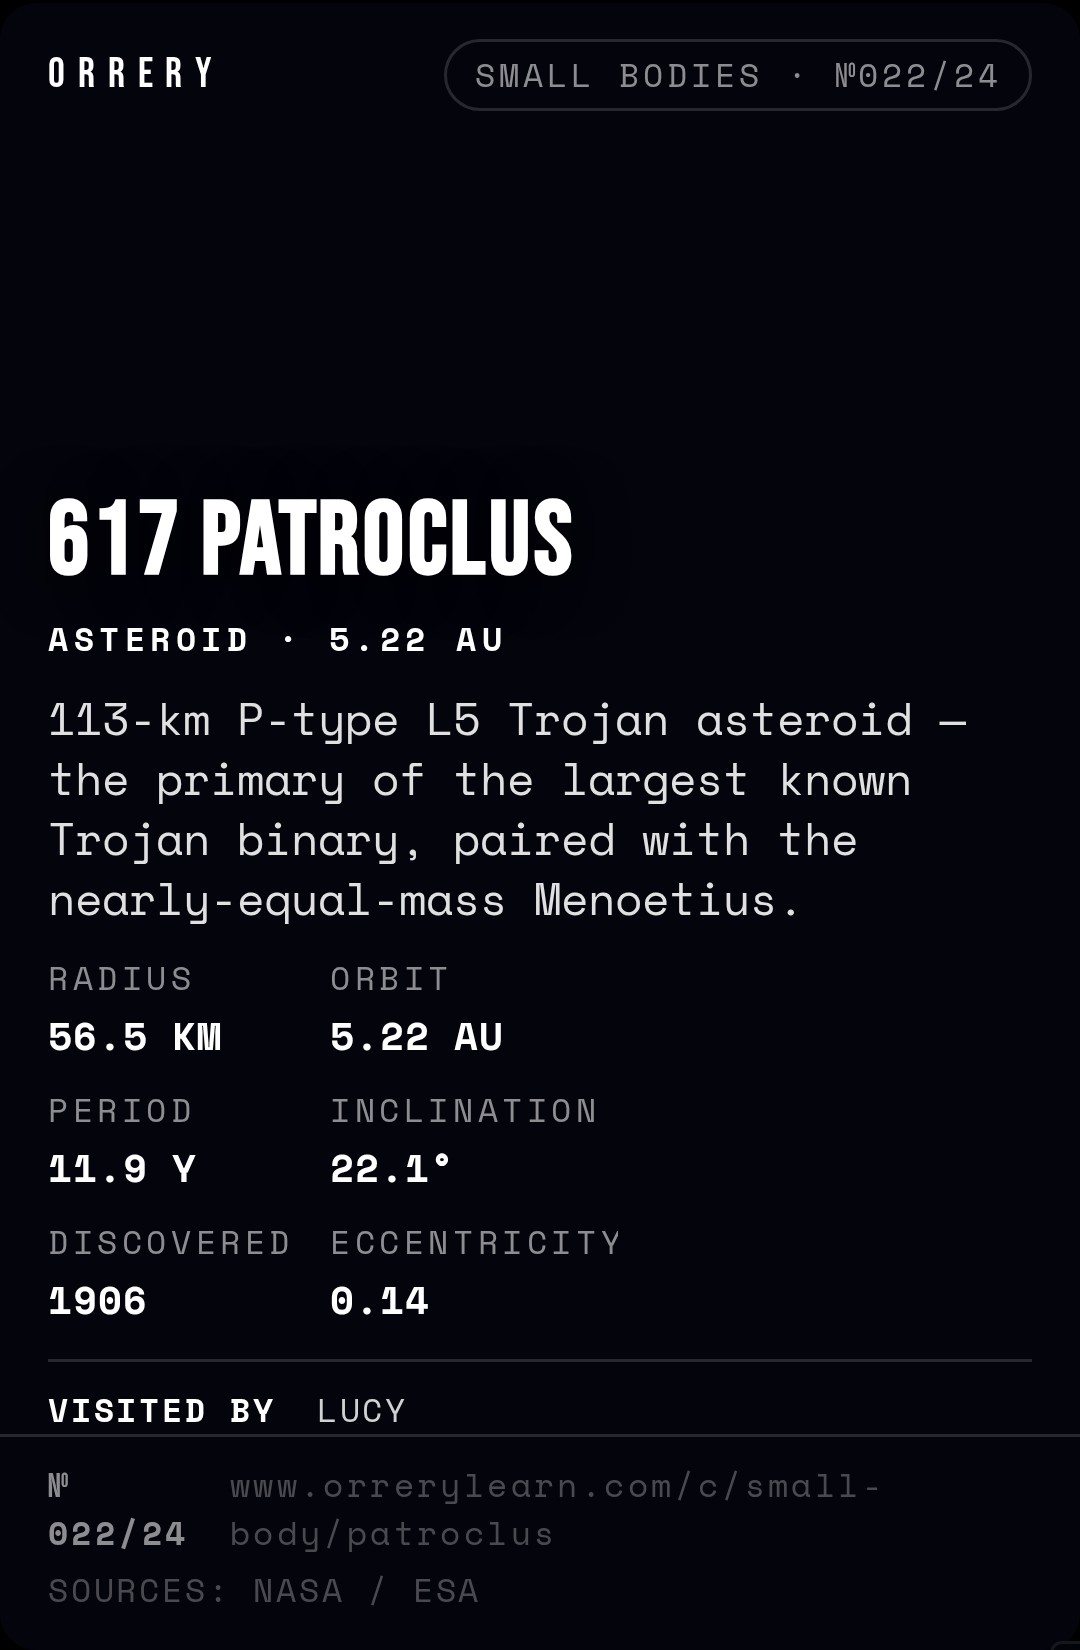 ORRERY
SMALL BODIES · №022/24
617 PATROCLUS
ASTEROID · 5.22 AU
113-km P-type L5 Trojan asteroid —
the primary of the largest known
Trojan binary, paired with the
nearly-equal-mass Menoetius.
RADIUS ORBIT
56.5 KM 5.22 AU
PERIOD INCLINATION
11.9 Y 22.1°
DISCOVERED ECCENTRICITY
1906 0.14
VISITED BY LUCY
№ www.orrerylearn.com/c/small-
022/24 body/patroclus
SOURCES: NASA / ESA